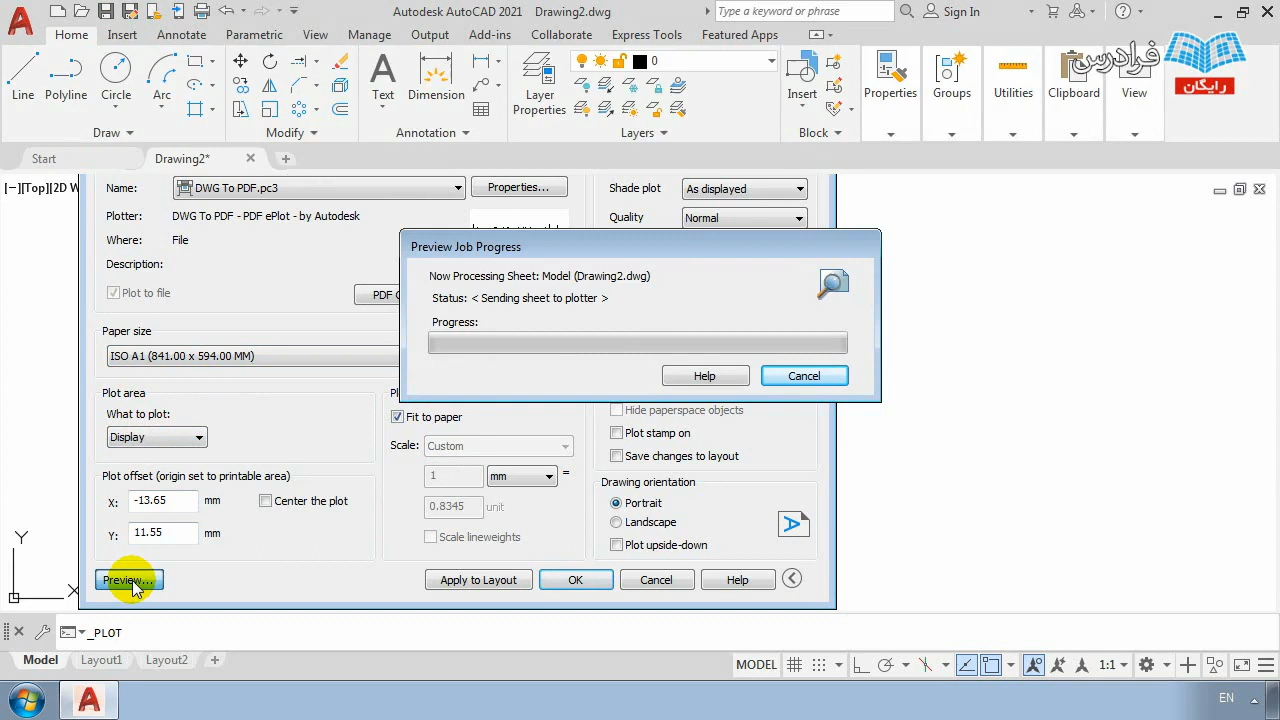 Autodesk AutoCAD 2021 Drawing2.dwg
Type a keyword or phrase
Sign In
Home Insert Annotate Parametric View Manage Output Add-ins Collaborate Express Tools Featured Apps
0
Line Polyline Circle Arc Text Dimension Layer Properties Insert Properties Groups Utilities Clipboard View
فرادرس
رایگان
Draw Modify Annotation Layers Block
Start Drawing2*
[−][Top][2D W
Name: DWG To PDF.pc3 Properties... Shade plot As displayed
Plotter: DWG To PDF - PDF ePlot - by Autodesk Quality Normal
Where: File
Description:
Plot to file
Preview Job Progress
Now Processing Sheet: Model (Drawing2.dwg)
Status: < Sending sheet to plotter >
Progress:
Help Cancel
Paper size
ISO A1 (841.00 x 594.00 MM)
Plot area
What to plot:
Display
Fit to paper
Scale: Custom
1 mm =
0.8345 unit
Scale lineweights
Hide paperspace objects
Plot stamp on
Save changes to layout
Plot offset (origin set to printable area)
X: -13.65 mm Center the plot
Y: 11.55 mm
Drawing orientation
Portrait
Landscape
Plot upside-down
A
Preview... Apply to Layout OK Cancel Help
Y
X
_PLOT
Model Layout1 Layout2 MODEL 1:1
EN